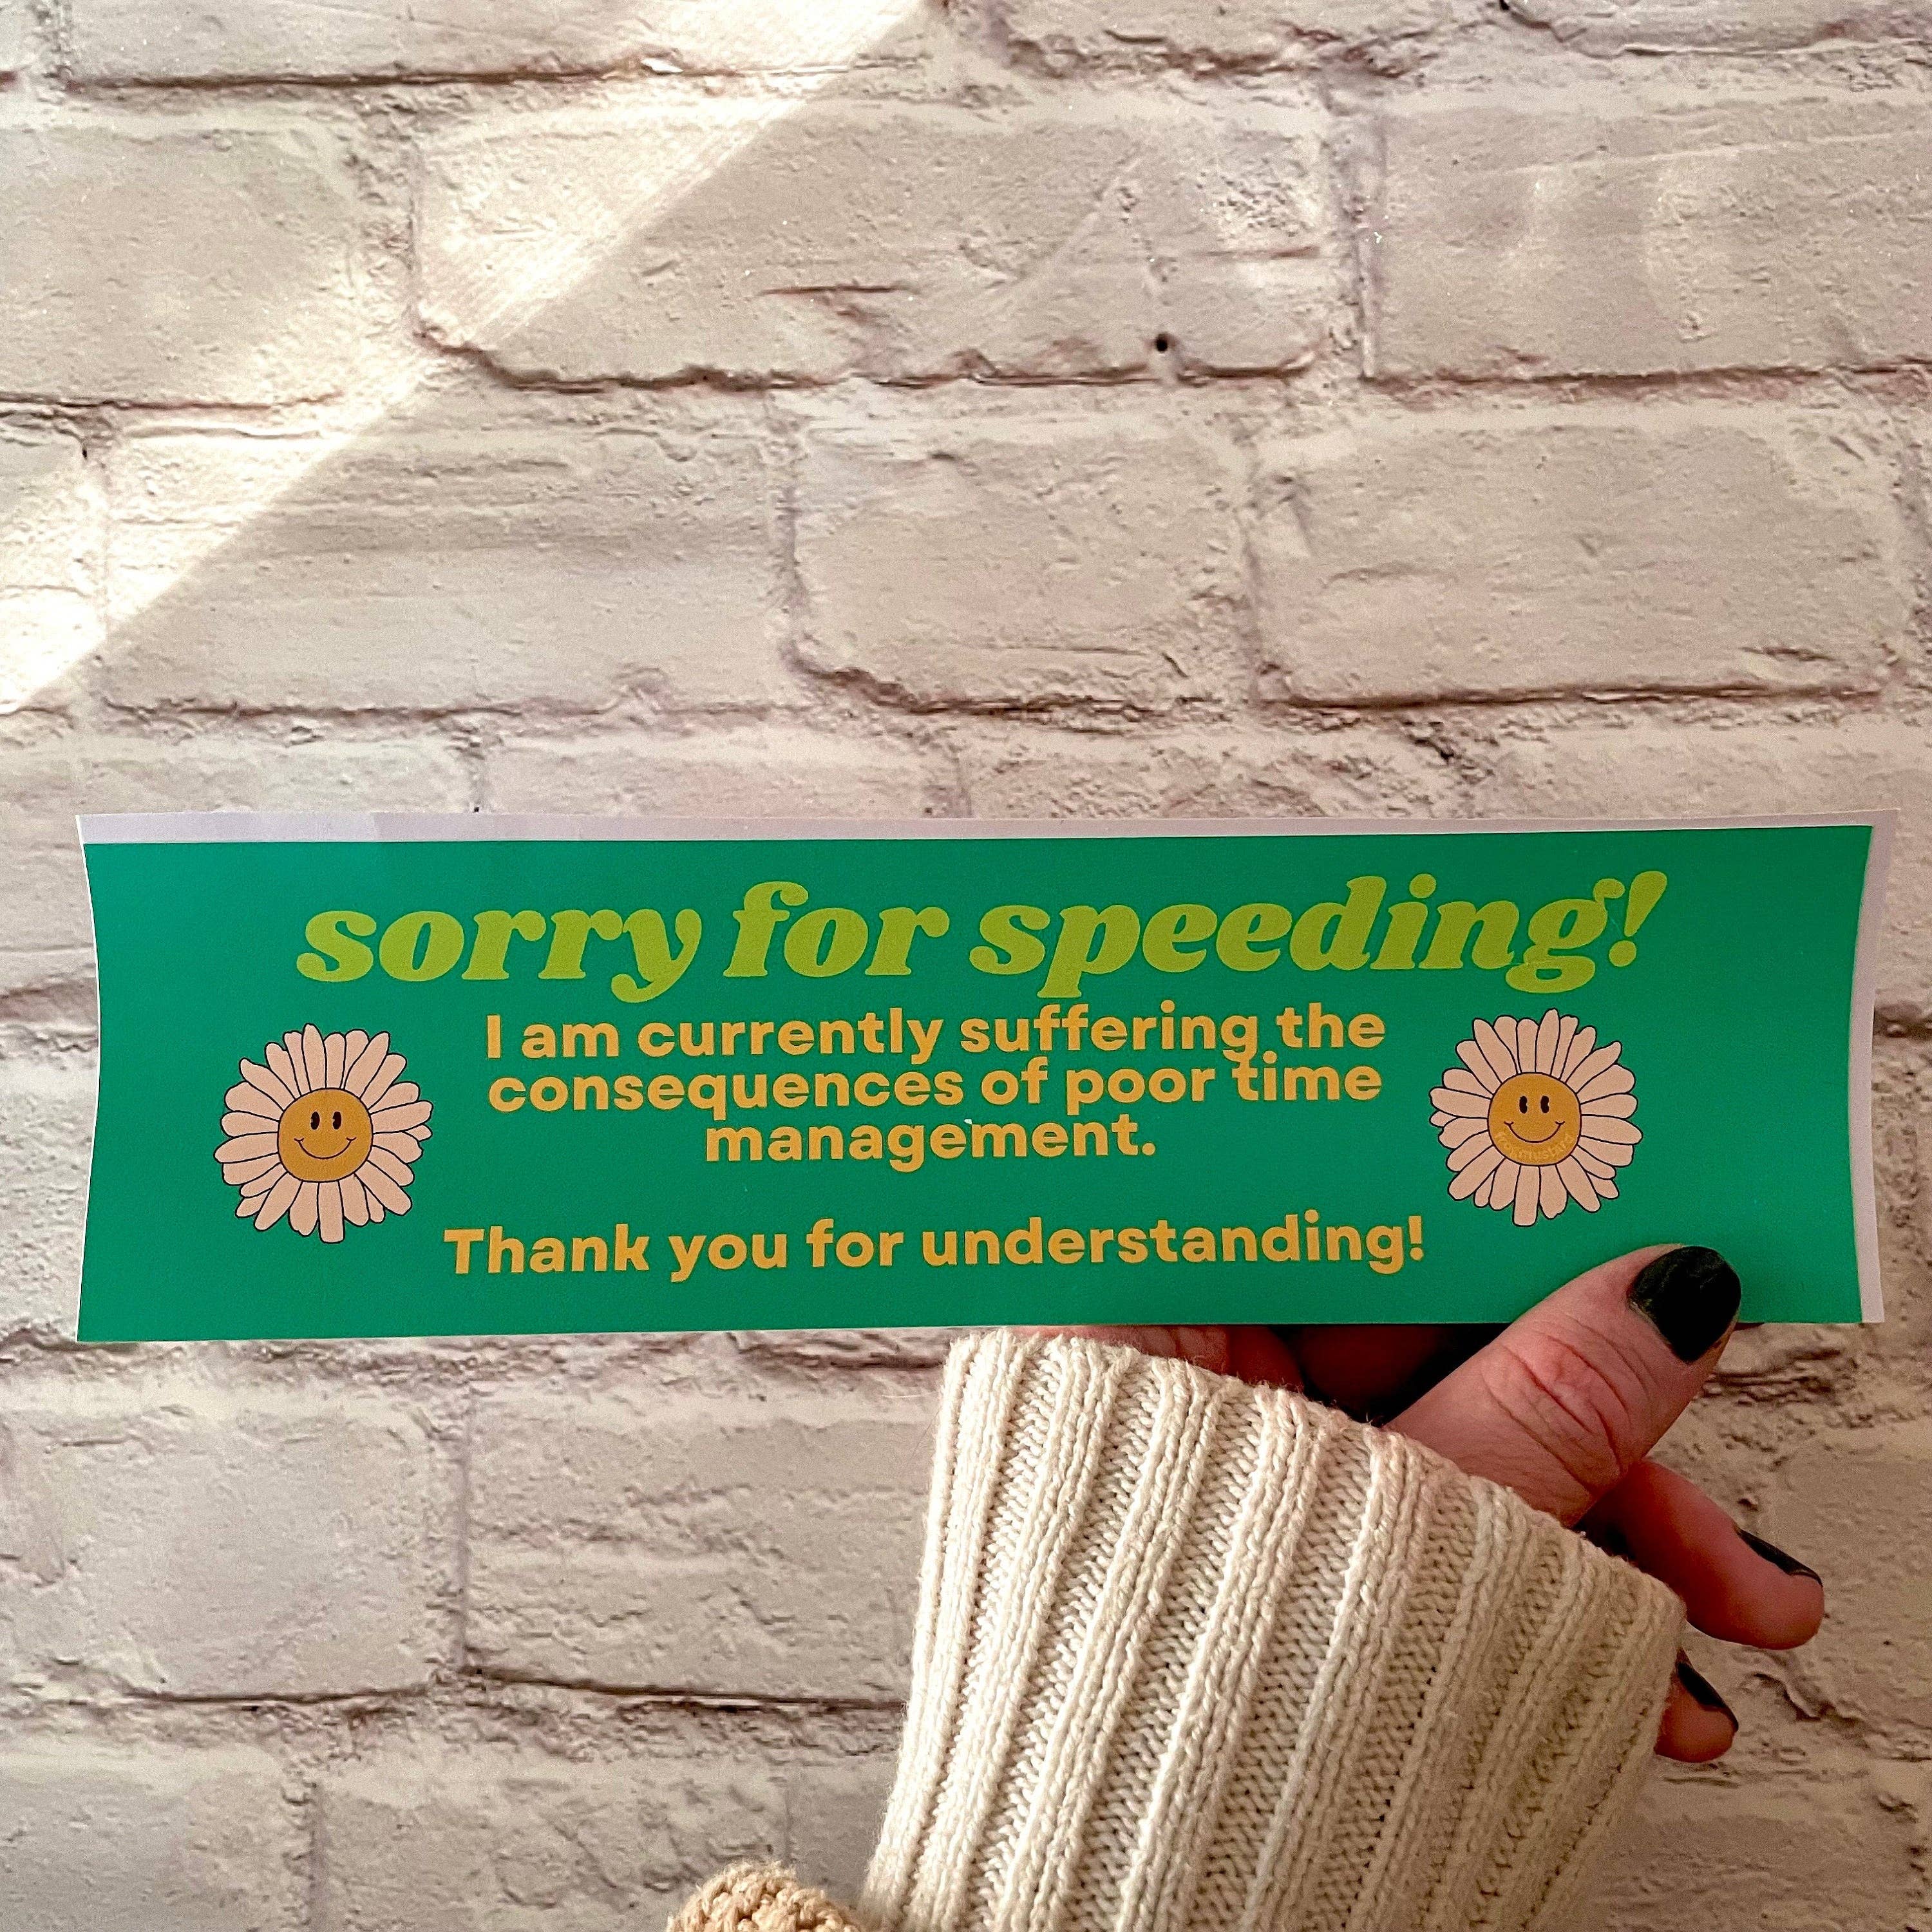 sorry for speeding!
I am currently suffering the
consequences of poor time
management.
Thank you for understanding!